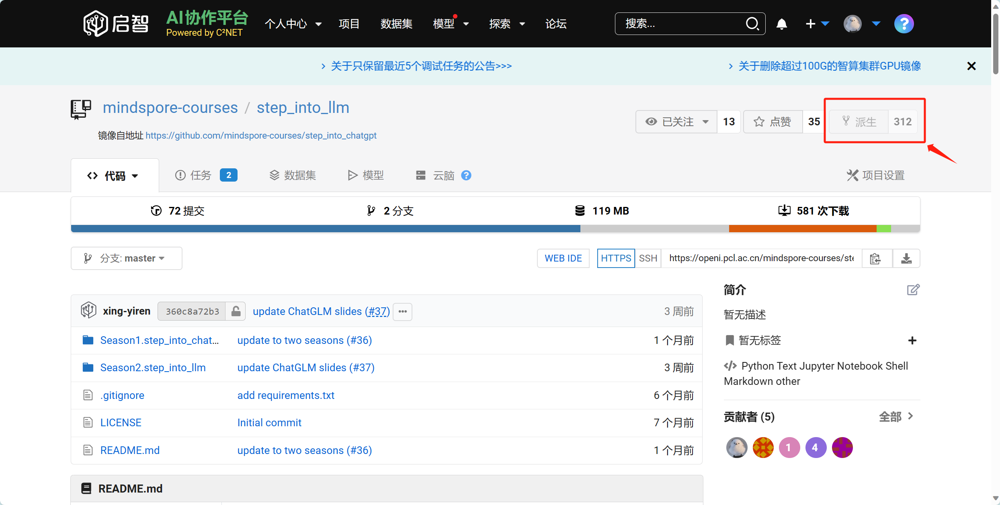 启智
AI协作平台
Powered by C²NET
个人中心
项目
数据集
模型
探索
论坛
搜索...
?
> 关于只保留最近5个调试任务的公告>>>
> 关于删除超过100G的智算集群GPU镜像
mindspore-courses / step_into_llm
已关注 13
点赞 35
派生 312
镜像自地址 https://github.com/mindspore-courses/step_into_chatgpt
代码
任务 2
数据集
模型
云脑 ?
项目设置
72 提交
2 分支
119 MB
581 次下载
分支: master
WEB IDE
HTTPS
SSH
https://openi.pcl.ac.cn/mindspore-courses/ste
xing-yiren 360c8a72b3 update ChatGLM slides (#37) ... 3 周前
Season1.step_into_chat... update to two seasons (#36) 1 个月前
Season2.step_into_llm update ChatGLM slides (#37) 3 周前
.gitignore add requirements.txt 6 个月前
LICENSE Initial commit 7 个月前
README.md update to two seasons (#36) 1 个月前
README.md
简介
暂无描述
暂无标签 +
Python Text Jupyter Notebook Shell
Markdown other
贡献者 (5) 全部 >
1
4